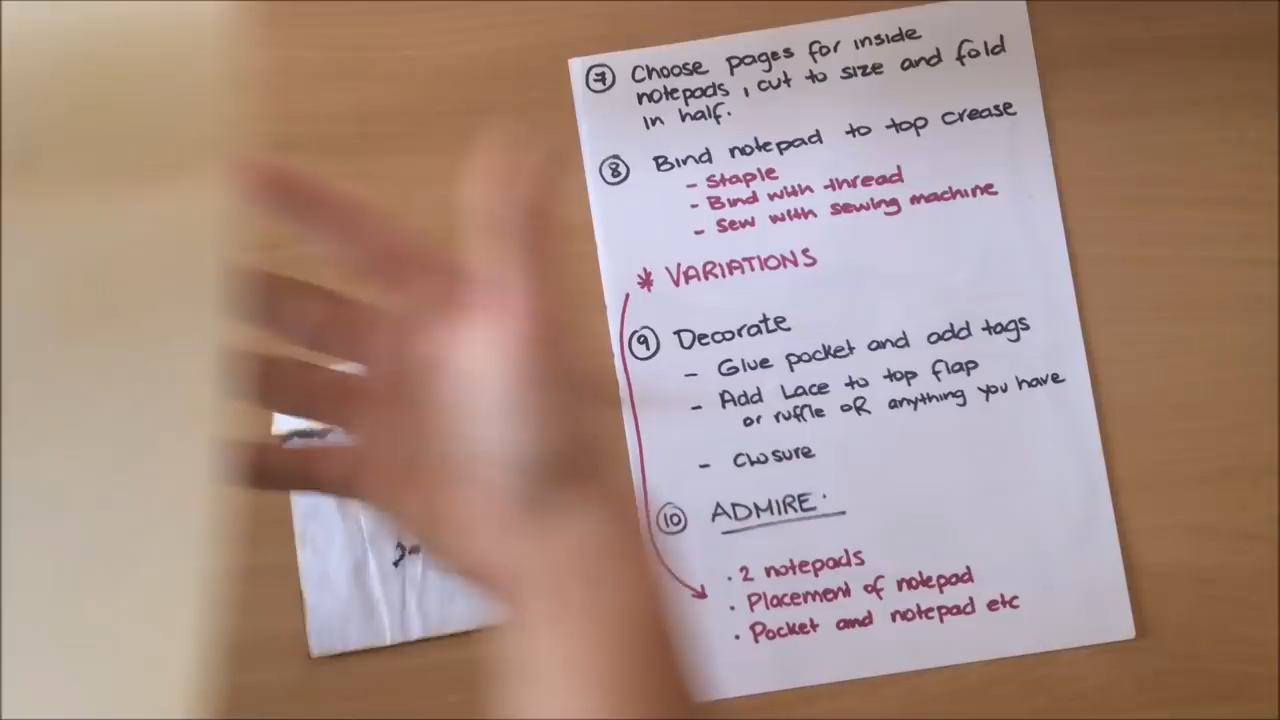 7 Choose pages for inside
notepads, cut to size and fold
in half.
8 Bind notepad to top crease
- Staple
- Bind with thread
- Sew with sewing machine
* VARIATIONS
9 Decorate
- Glue pocket and add tags
- Add Lace to top flap
or ruffle OR anything you have
- Closure
10 ADMIRE.
. 2 notepads
. Placement of notepad
. Pocket and notepad etc